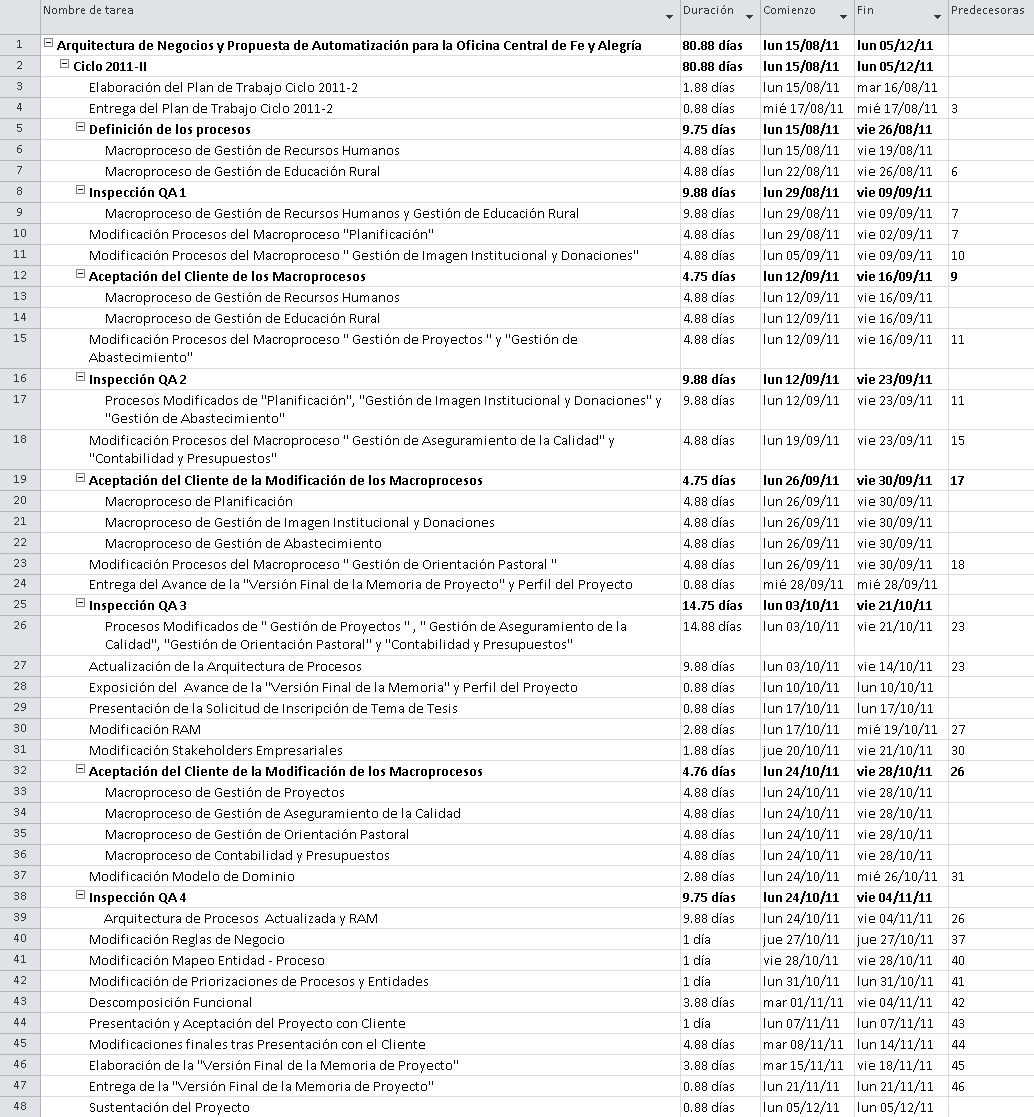 Nombre de tarea Duración Comienzo Fin Predecesoras
1 Arquitectura de Negocios y Propuesta de Automatización para la Oficina Central de Fe y Alegría 80.88 días lun 15/08/11 lun 05/12/11
2 Ciclo 2011-II 80.88 días lun 15/08/11 lun 05/12/11
3 Elaboración del Plan de Trabajo Ciclo 2011-2 1.88 días lun 15/08/11 mar 16/08/11
4 Entrega del Plan de Trabajo Ciclo 2011-2 0.88 días mié 17/08/11 mié 17/08/11 3
5 Definición de los procesos 9.75 días lun 15/08/11 vie 26/08/11
6 Macroproceso de Gestión de Recursos Humanos 4.88 días lun 15/08/11 vie 19/08/11
7 Macroproceso de Gestión de Educación Rural 4.88 días lun 22/08/11 vie 26/08/11 6
8 Inspección QA 1 9.88 días lun 29/08/11 vie 09/09/11
9 Macroproceso de Gestión de Recursos Humanos y Gestión de Educación Rural 9.88 días lun 29/08/11 vie 09/09/11 7
10 Modificación Procesos del Macroproceso "Planificación" 4.88 días lun 29/08/11 vie 02/09/11 7
11 Modificación Procesos del Macroproceso " Gestión de Imagen Institucional y Donaciones" 4.88 días lun 05/09/11 vie 09/09/11 10
12 Aceptación del Cliente de los Macroprocesos 4.75 días lun 12/09/11 vie 16/09/11 9
13 Macroproceso de Gestión de Recursos Humanos 4.88 días lun 12/09/11 vie 16/09/11
14 Macroproceso de Gestión de Educación Rural 4.88 días lun 12/09/11 vie 16/09/11
15 Modificación Procesos del Macroproceso " Gestión de Proyectos " y "Gestión de 4.88 días lun 12/09/11 vie 16/09/11 11
Abastecimiento"
16 Inspección QA 2 9.88 días lun 12/09/11 vie 23/09/11
17 Procesos Modificados de "Planificación", "Gestión de Imagen Institucional y Donaciones" y 9.88 días lun 12/09/11 vie 23/09/11 11
"Gestión de Abastecimiento"
18 Modificación Procesos del Macroproceso " Gestión de Aseguramiento de la Calidad" y 4.88 días lun 19/09/11 vie 23/09/11 15
"Contabilidad y Presupuestos"
19 Aceptación del Cliente de la Modificación de los Macroprocesos 4.75 días lun 26/09/11 vie 30/09/11 17
20 Macroproceso de Planificación 4.88 días lun 26/09/11 vie 30/09/11
21 Macroproceso de Gestión de Imagen Institucional y Donaciones 4.88 días lun 26/09/11 vie 30/09/11
22 Macroproceso de Gestión de Abastecimiento 4.88 días lun 26/09/11 vie 30/09/11
23 Modificación Procesos del Macroproceso " Gestión de Orientación Pastoral " 4.88 días lun 26/09/11 vie 30/09/11 18
24 Entrega del Avance de la "Versión Final de la Memoria de Proyecto" y Perfil del Proyecto 0.88 días mié 28/09/11 mié 28/09/11
25 Inspección QA 3 14.75 días lun 03/10/11 vie 21/10/11
26 Procesos Modificados de " Gestión de Proyectos " , " Gestión de Aseguramiento de la 14.88 días lun 03/10/11 vie 21/10/11 23
Calidad", "Gestión de Orientación Pastoral" y "Contabilidad y Presupuestos"
27 Actualización de la Arquitectura de Procesos 9.88 días lun 03/10/11 vie 14/10/11 23
28 Exposición del Avance de la "Versión Final de la Memoria" y Perfil del Proyecto 0.88 días lun 10/10/11 lun 10/10/11
29 Presentación de la Solicitud de Inscripción de Tema de Tesis 0.88 días lun 17/10/11 lun 17/10/11
30 Modificación RAM 2.88 días lun 17/10/11 mié 19/10/11 27
31 Modificación Stakeholders Empresariales 1.88 días jue 20/10/11 vie 21/10/11 30
32 Aceptación del Cliente de la Modificación de los Macroprocesos 4.76 días lun 24/10/11 vie 28/10/11 26
33 Macroproceso de Gestión de Proyectos 4.88 días lun 24/10/11 vie 28/10/11
34 Macroproceso de Gestión de Aseguramiento de la Calidad 4.88 días lun 24/10/11 vie 28/10/11
35 Macroproceso de Gestión de Orientación Pastoral 4.88 días lun 24/10/11 vie 28/10/11
36 Macroproceso de Contabilidad y Presupuestos 4.88 días lun 24/10/11 vie 28/10/11
37 Modificación Modelo de Dominio 2.88 días lun 24/10/11 mié 26/10/11 31
38 Inspección QA 4 9.75 días lun 24/10/11 vie 04/11/11
39 Arquitectura de Procesos Actualizada y RAM 9.88 días lun 24/10/11 vie 04/11/11 26
40 Modificación Reglas de Negocio 1 día jue 27/10/11 jue 27/10/11 37
41 Modificación Mapeo Entidad - Proceso 1 día vie 28/10/11 vie 28/10/11 40
42 Modificación de Priorizaciones de Procesos y Entidades 1 día lun 31/10/11 lun 31/10/11 41
43 Descomposición Funcional 3.88 días mar 01/11/11 vie 04/11/11 42
44 Presentación y Aceptación del Proyecto con Cliente 1 día lun 07/11/11 lun 07/11/11 43
45 Modificaciones finales tras Presentación con el Cliente 4.88 días mar 08/11/11 lun 14/11/11 44
46 Elaboración de la "Versión Final de la Memoria de Proyecto" 3.88 días mar 15/11/11 vie 18/11/11 45
47 Entrega de la "Versión Final de la Memoria de Proyecto" 0.88 días lun 21/11/11 lun 21/11/11 46
48 Sustentación del Proyecto 0.88 días lun 05/12/11 lun 05/12/11